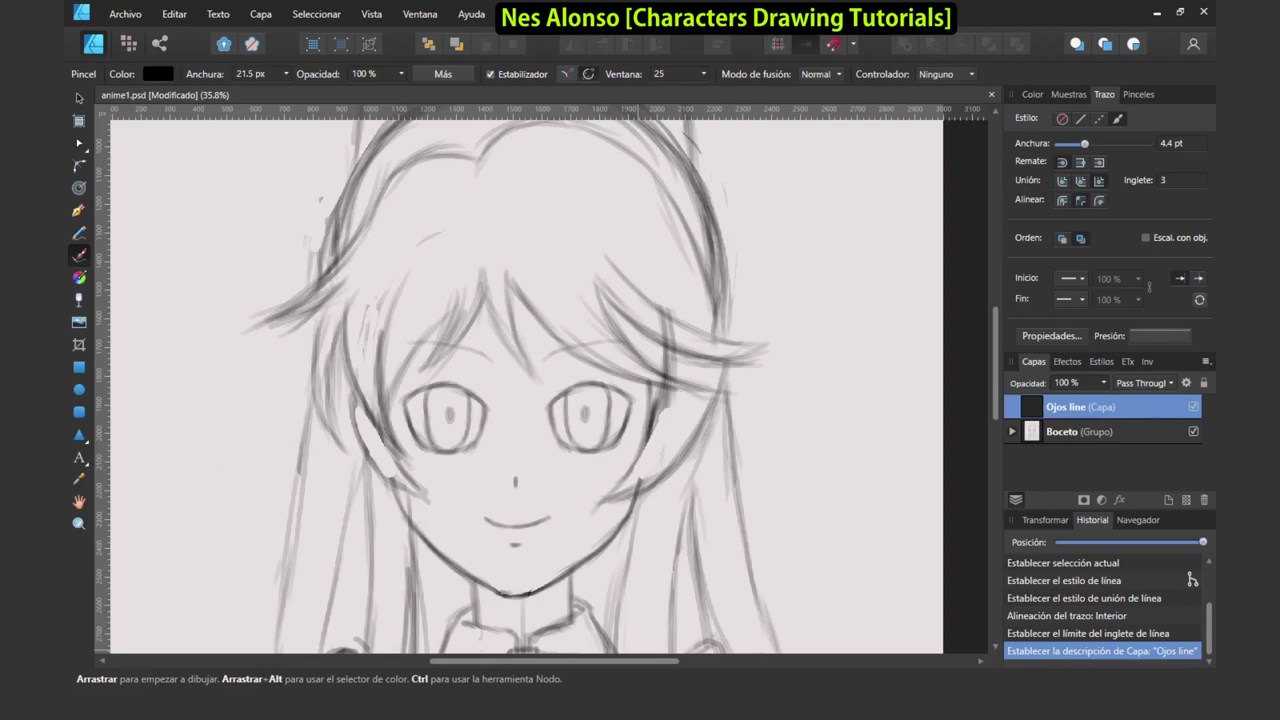 Nes Alonso [Characters Drawing Tutorials]
Archivo Editar Texto Capa Seleccionar Vista Ventana Ayuda
Pincel Color: Anchura: 21.5 px Opacidad: 100 % Más Estabilizador Ventana: 25 Modo de fusión: Normal Controlador: Ninguno
anime1.psd [Modificado] (35.8%)
Color Muestras Trazo Pinceles
Estilo:
Anchura: 4.4 pt
Remate:
Unión: Inglete: 3
Alinear:
Orden: Escal. con obj.
Inicio: 100 %
Fin: 100 %
Propiedades... Presión:
Capas Efectos Estilos ETx Inv
Opacidad: 100 % Pass Throug
Ojos line (Capa)
Boceto (Grupo)
Transformar Historial Navegador
Posición:
Establecer selección actual
Establecer el estilo de línea
Establecer el estilo de unión de línea
Alineación del trazo: Interior
Establecer el límite del inglete de línea
Establecer la descripción de Capa: "Ojos line"
Arrastrar para empezar a dibujar. Arrastrar+Alt para usar el selector de color. Ctrl para usar la herramienta Nodo.